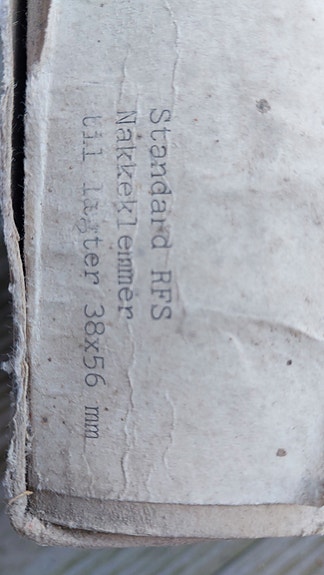 Standard RFS
Nakkeklemmer
til lægter 38x56 mm